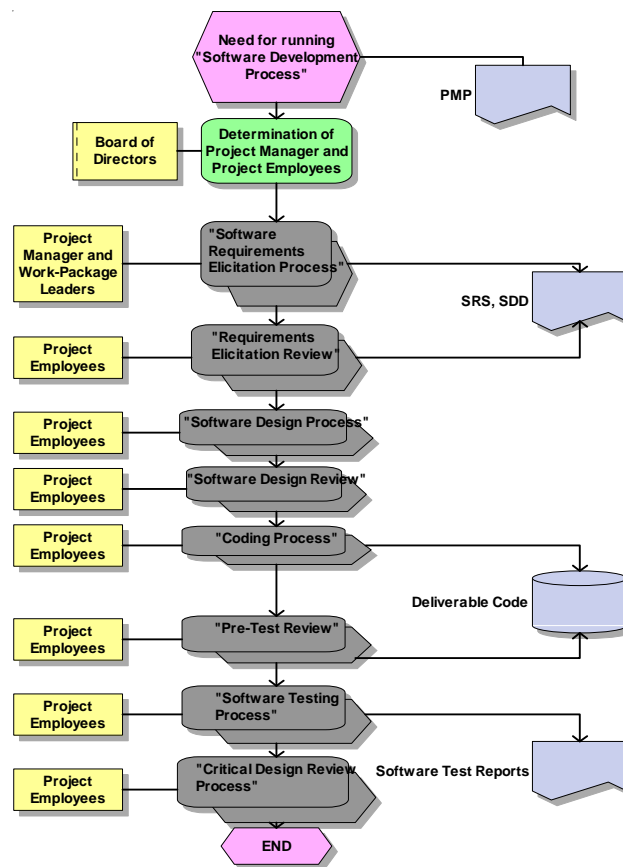 Need for running
"Software Development
Process"
PMP
Board of
Directors
Determination of
Project Manager and
Project Employees
Project
Manager and
Work-Package
Leaders
"Software
Requirements
Elicitation Process"
SRS, SDD
Project
Employees
"Requirements
Elicitation Review"
Project
Employees
"Software Design Process"
Project
Employees
"Software Design Review"
Project
Employees
"Coding Process"
Deliverable Code
Project
Employees
"Pre-Test Review"
Project
Employees
"Software Testing
Process"
Project
Employees
"Critical Design Review
Process"
Software Test Reports
END